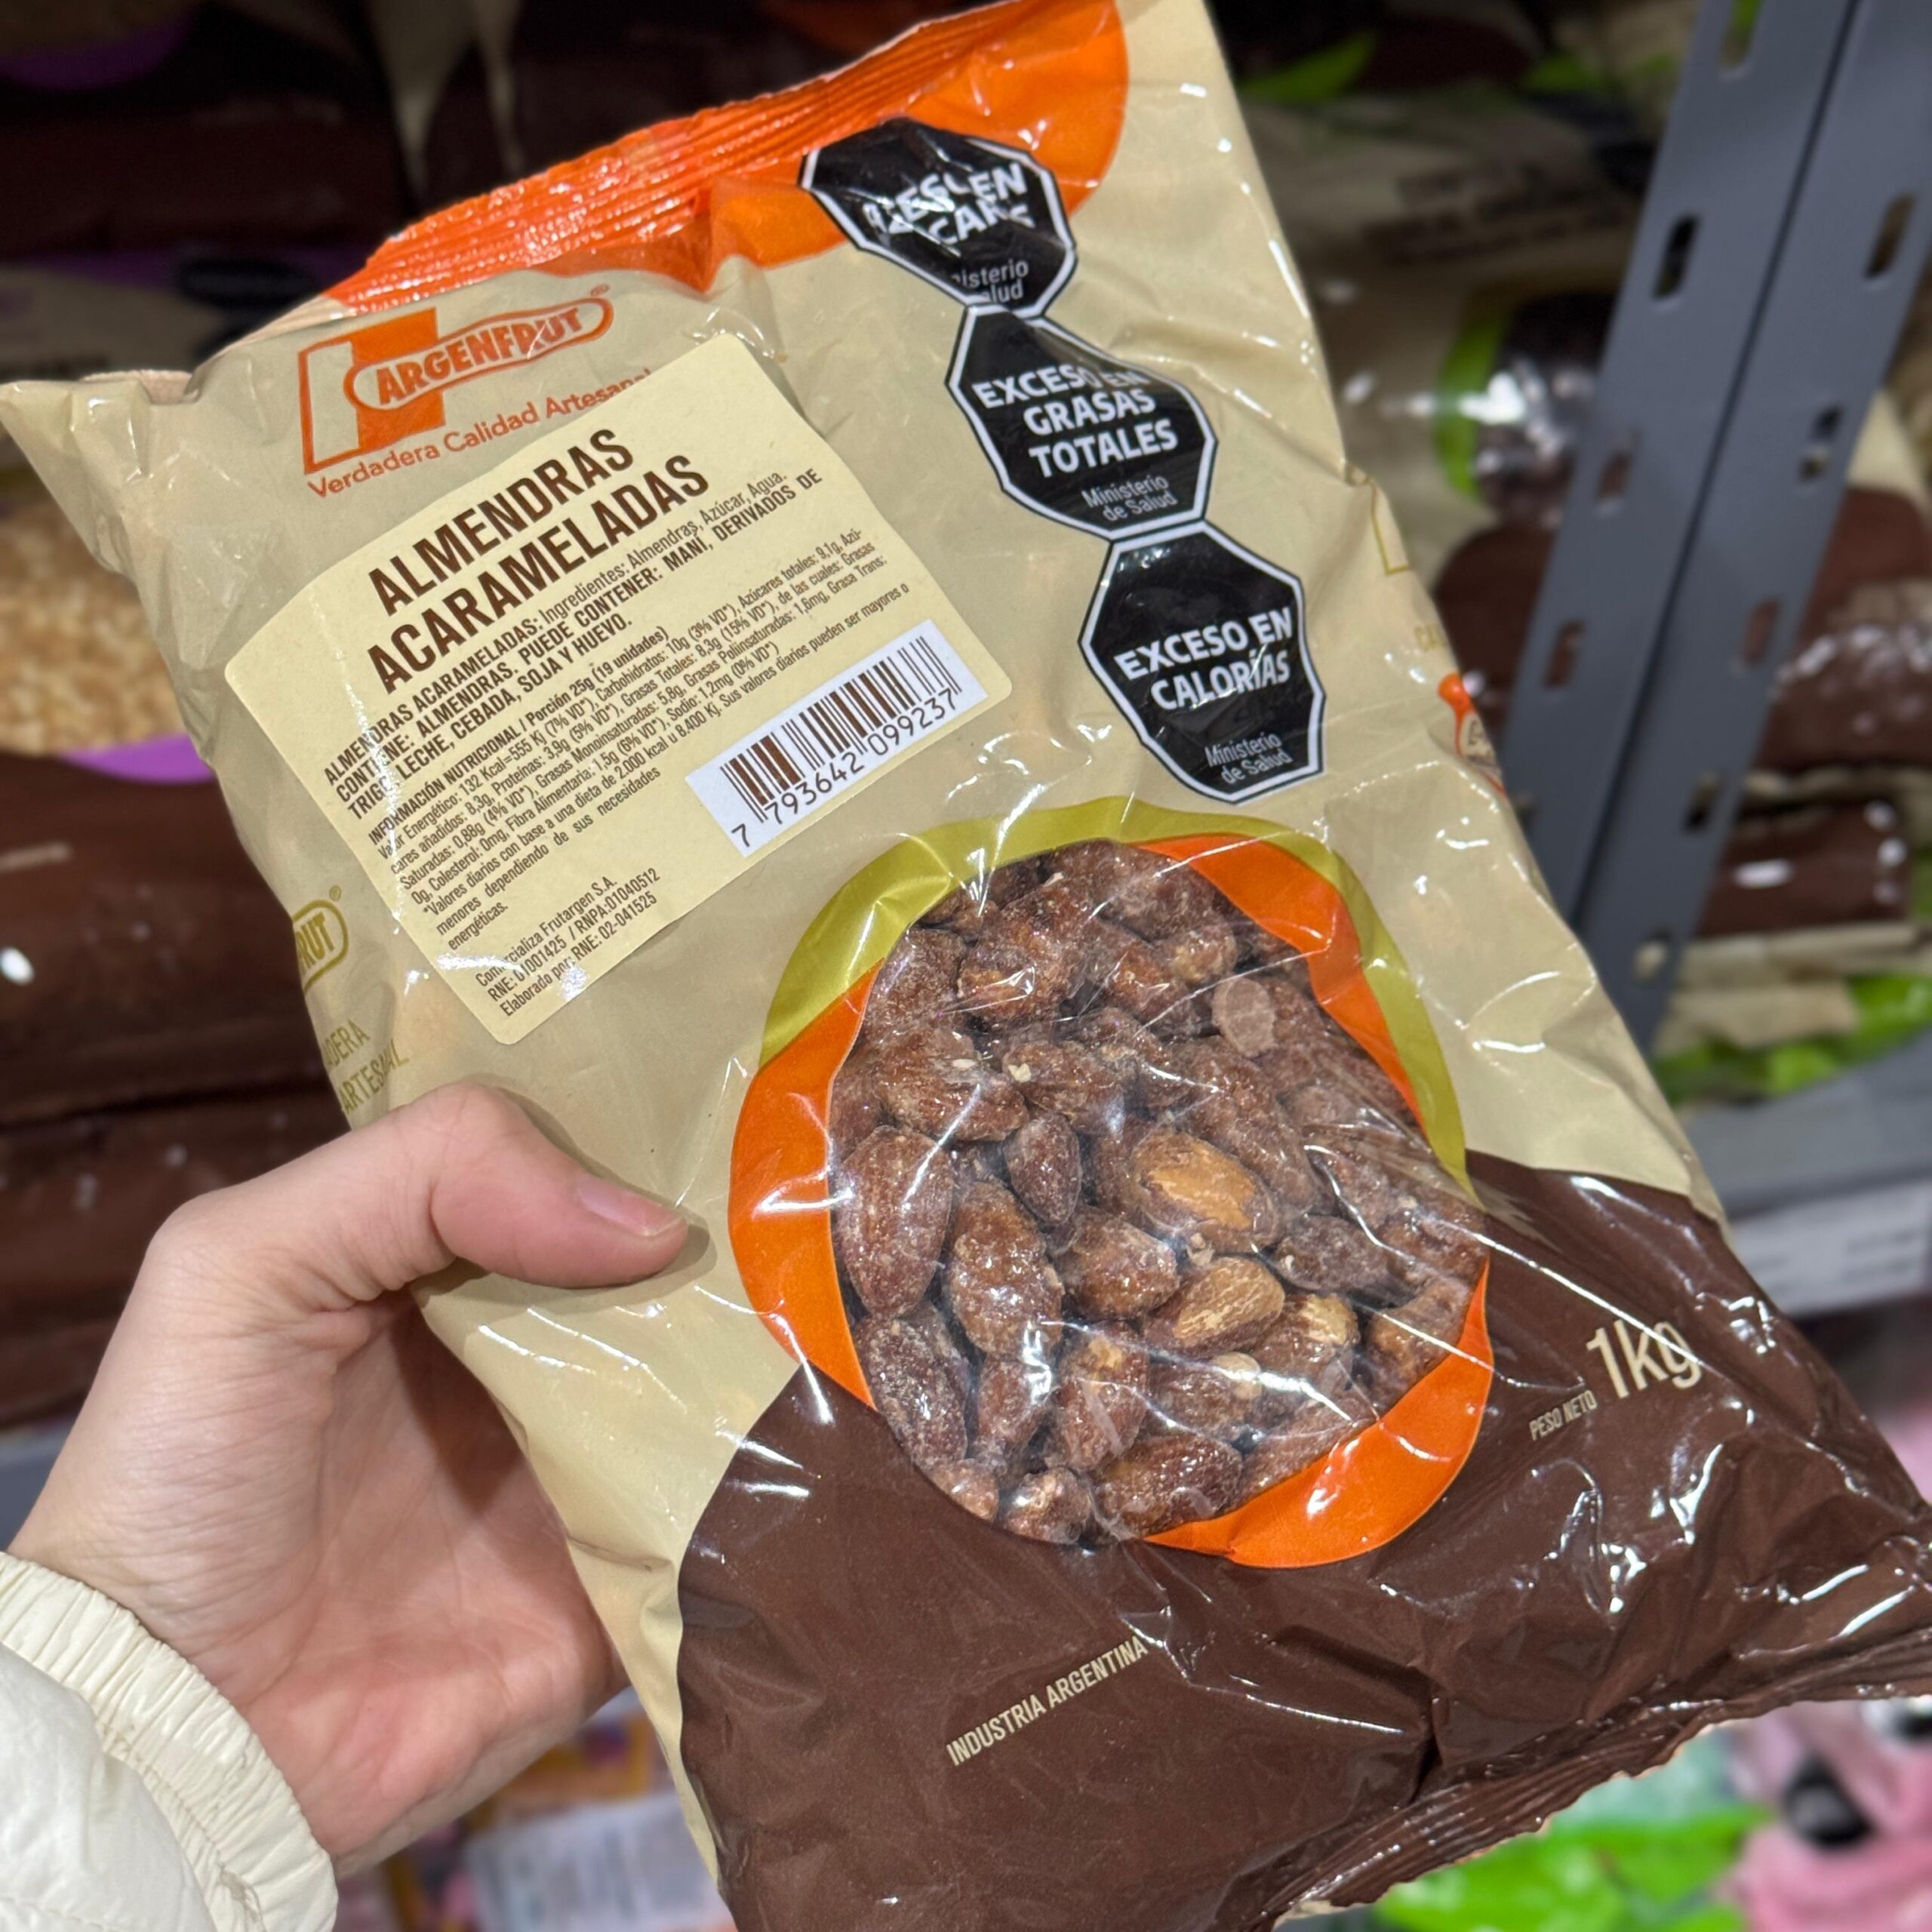 ARGENFRUT®
Verdadera Calidad Artesanal
ALMENDRAS
ACARAMELADAS
ALMENDRAS ACARAMELADAS: Ingredientes: Almendras, Azúcar, Agua.
CONTIENE: ALMENDRAS. PUEDE CONTENER: MANÍ, DERIVADOS DE
TRIGO, LECHE, CEBADA, SOJA Y HUEVO.
INFORMACIÓN NUTRICIONAL / Porción 25g (19 unidades)
Valor Energético: 132 Kcal=555 Kj (7% VD*), Carbohidratos: 10g (3% VD*), Azúcares totales: 9,1g, Azú-
cares añadidos: 8,3g, Proteínas: 3,9g (5% VD*), Grasas Totales: 8,3g (15% VD*), de las cuales: Grasas
Saturadas: 0,88g (4% VD*), Grasas Monoinsaturadas: 5,8g, Grasas Poliinsaturadas: 1,6mg, Grasa Trans:
0g, Colesterol: 0mg, Fibra Alimentaria: 1,5g (6% VD*), Sodio: 1,2mg (0% VD*)
*Valores diarios con base a una dieta de 2.000 kcal u 8.400 Kj. Sus valores diarios pueden ser mayores o
menores dependiendo de sus necesidades
energéticas.
Comercializa Frutargen S.A.
RNE: 01001425 / RNPA:01040512
Elaborado por: RNE: 02-041525
7 793642 099237
EN
EXCESO EN
GRASAS
TOTALES
Ministerio
de Salud
EXCESO EN
CALORÍAS
Ministerio
de Salud
PESO NETO 1kg
INDUSTRIA ARGENTINA